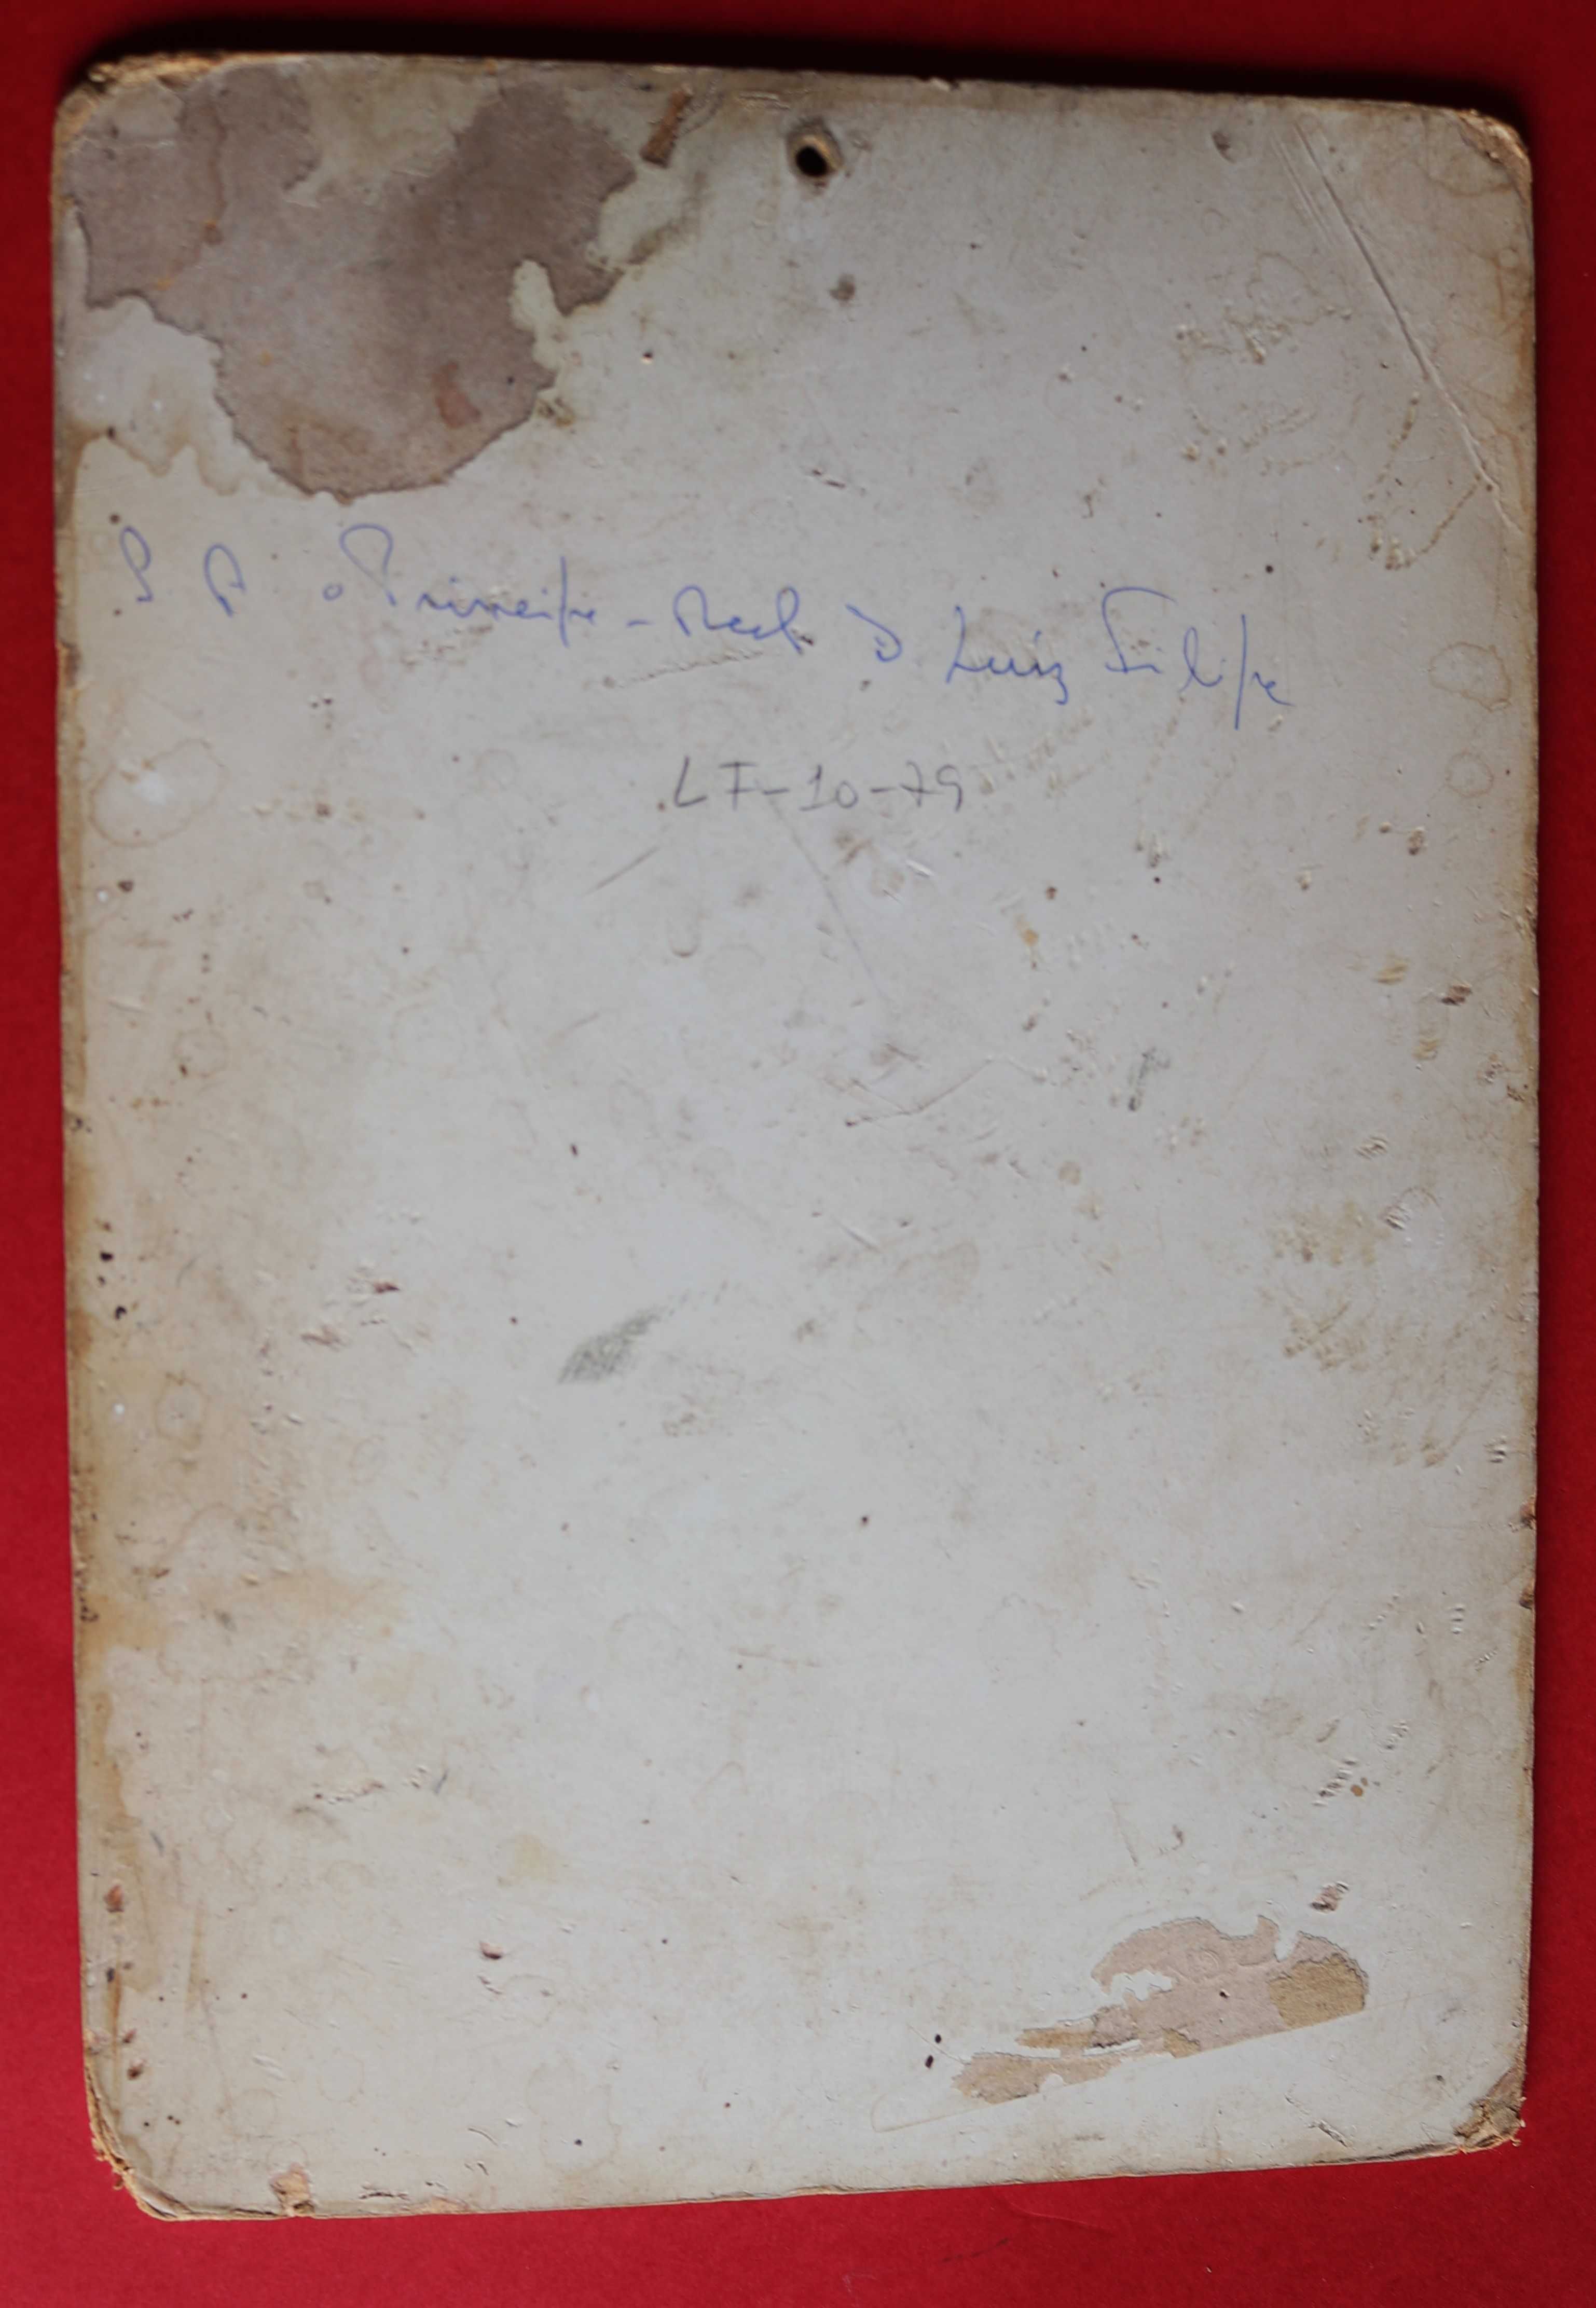 S A o Principe-Real D Luiz Filipe
LF-10-79